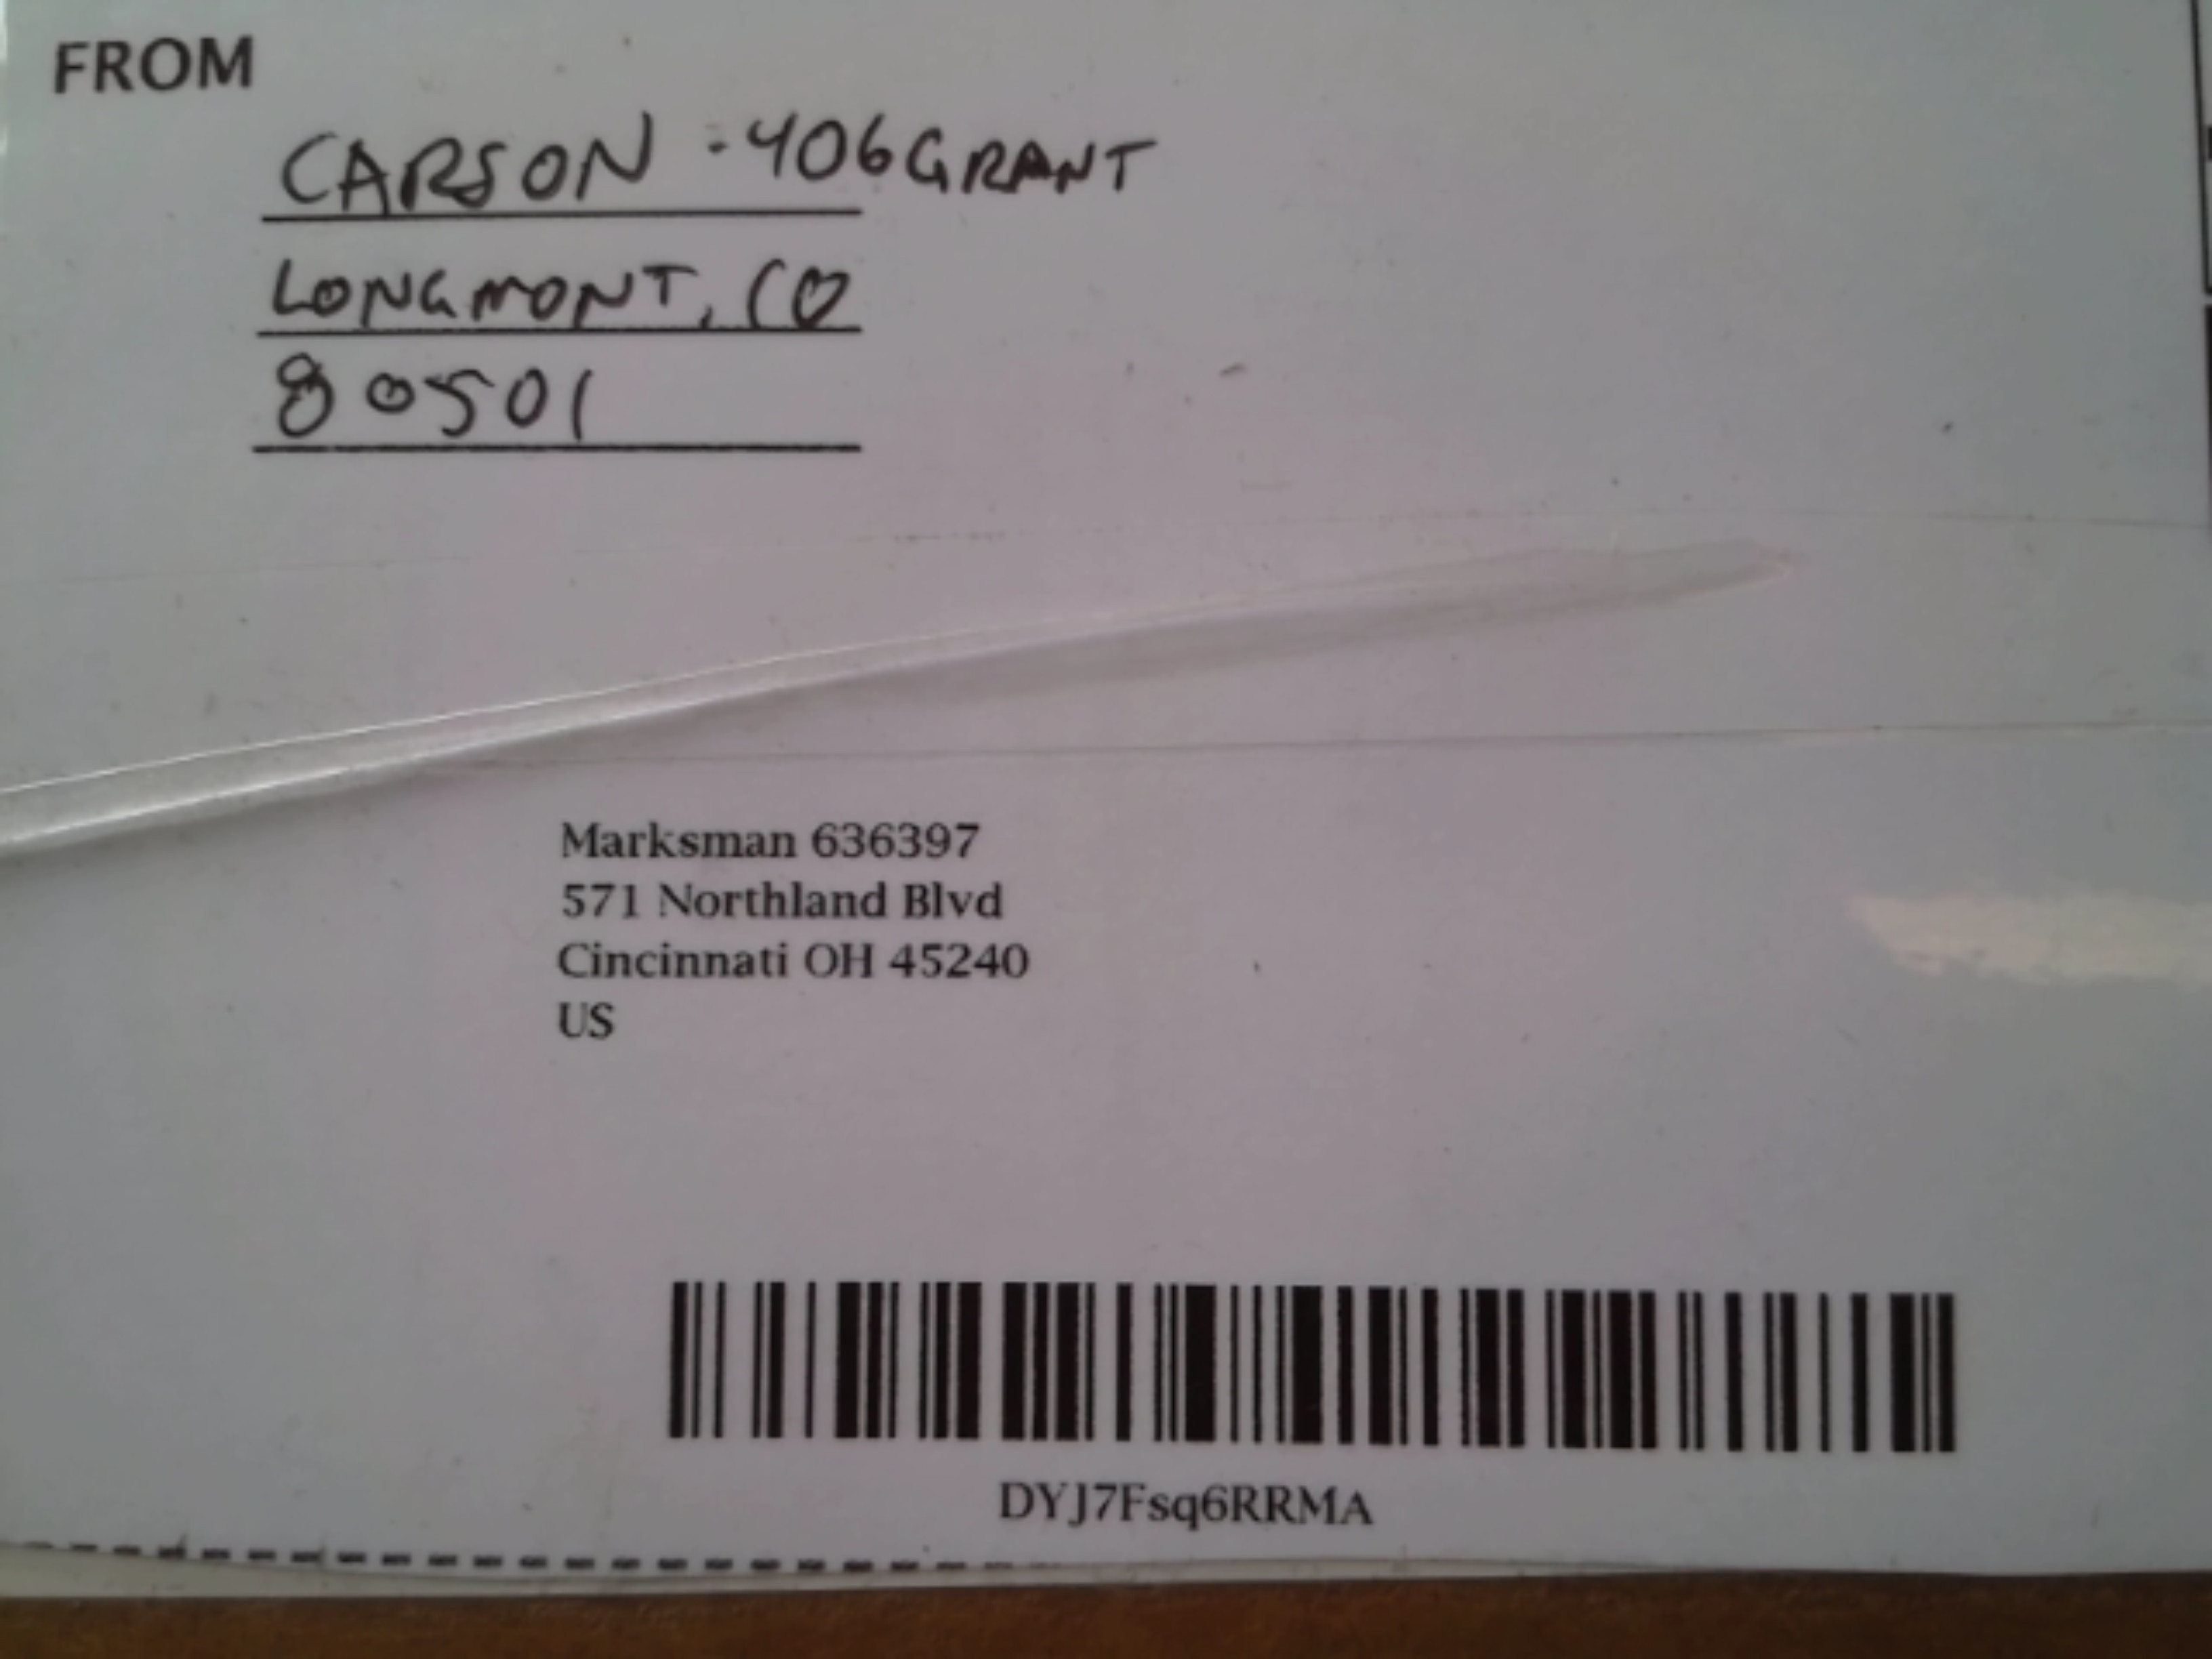 FROM
CARSON - 406 GRANT
LONGMONT, CO
80501
Marksman 636397
571 Northland Blvd
Cincinnati OH 45240
US
DYJ7Fsq6RRMA